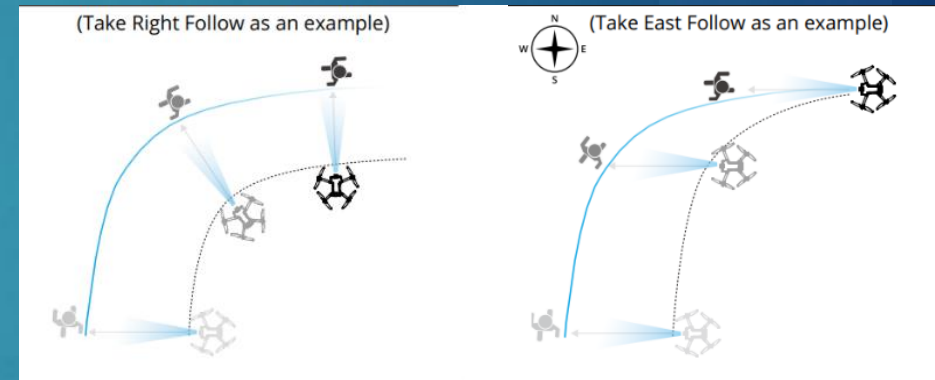 (Take Right Follow as an example)
N
W
E
S
(Take East Follow as an example)